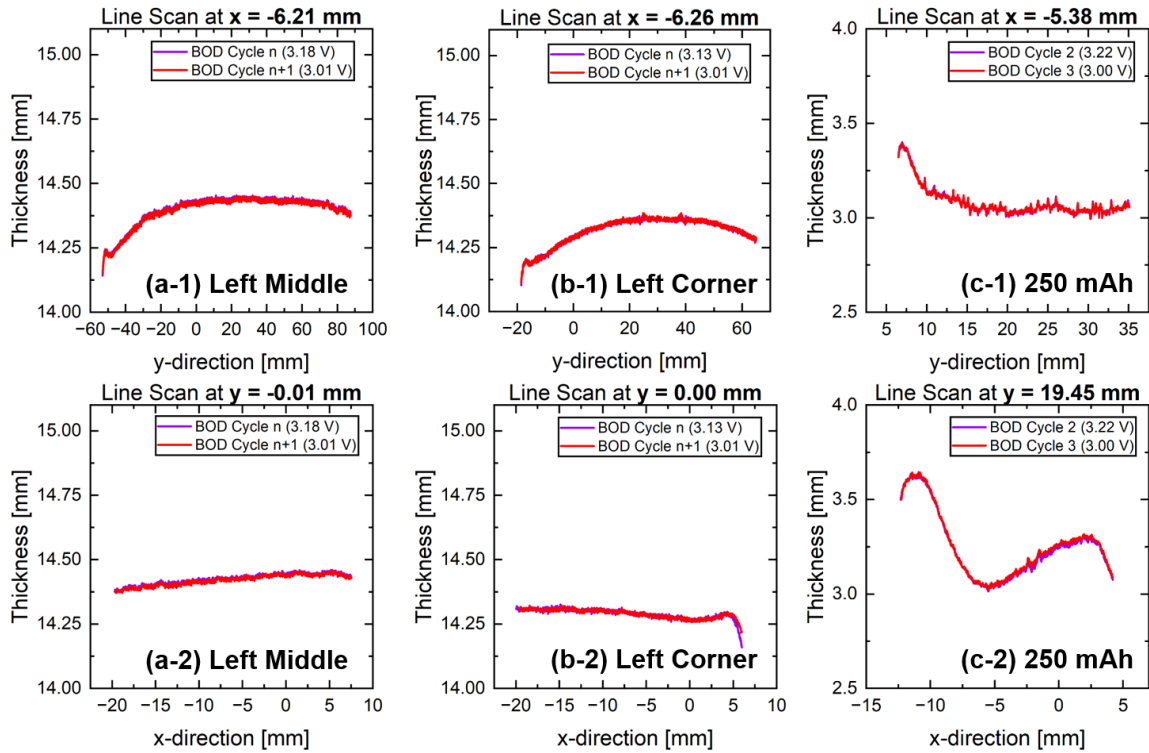 Line Scan at x = -6.21 mm
15.00
14.75
14.50
14.25
14.00
Thickness [mm]
BOD Cycle n (3.18 V)
BOD Cycle n+1 (3.01 V)
(a-1) Left Middle
−60 −40 −20 0 20 40 60 80 100
y-direction [mm]
Line Scan at x = -6.26 mm
15.00
14.75
14.50
14.25
14.00
Thickness [mm]
BOD Cycle n (3.13 V)
BOD Cycle n+1 (3.01 V)
(b-1) Left Corner
−20 0 20 40 60
y-direction [mm]
Line Scan at x = -5.38 mm
4.0
3.5
3.0
2.5
Thickness [mm]
BOD Cycle 2 (3.22 V)
BOD Cycle 3 (3.00 V)
(c-1) 250 mAh
5 10 15 20 25 30 35
y-direction [mm]
Line Scan at y = -0.01 mm
15.00
14.75
14.50
14.25
14.00
Thickness [mm]
BOD Cycle n (3.18 V)
BOD Cycle n+1 (3.01 V)
(a-2) Left Middle
−20 −15 −10 −5 0 5 10
x-direction [mm]
Line Scan at y = 0.00 mm
15.00
14.75
14.50
14.25
14.00
Thickness [mm]
BOD Cycle n (3.13 V)
BOD Cycle n+1 (3.01 V)
(b-2) Left Corner
−20 −15 −10 −5 0 5 10
x-direction [mm]
Line Scan at y = 19.45 mm
4.0
3.5
3.0
2.5
Thickness [mm]
BOD Cycle 2 (3.22 V)
BOD Cycle 3 (3.00 V)
(c-2) 250 mAh
−15 −10 −5 0 5
x-direction [mm]